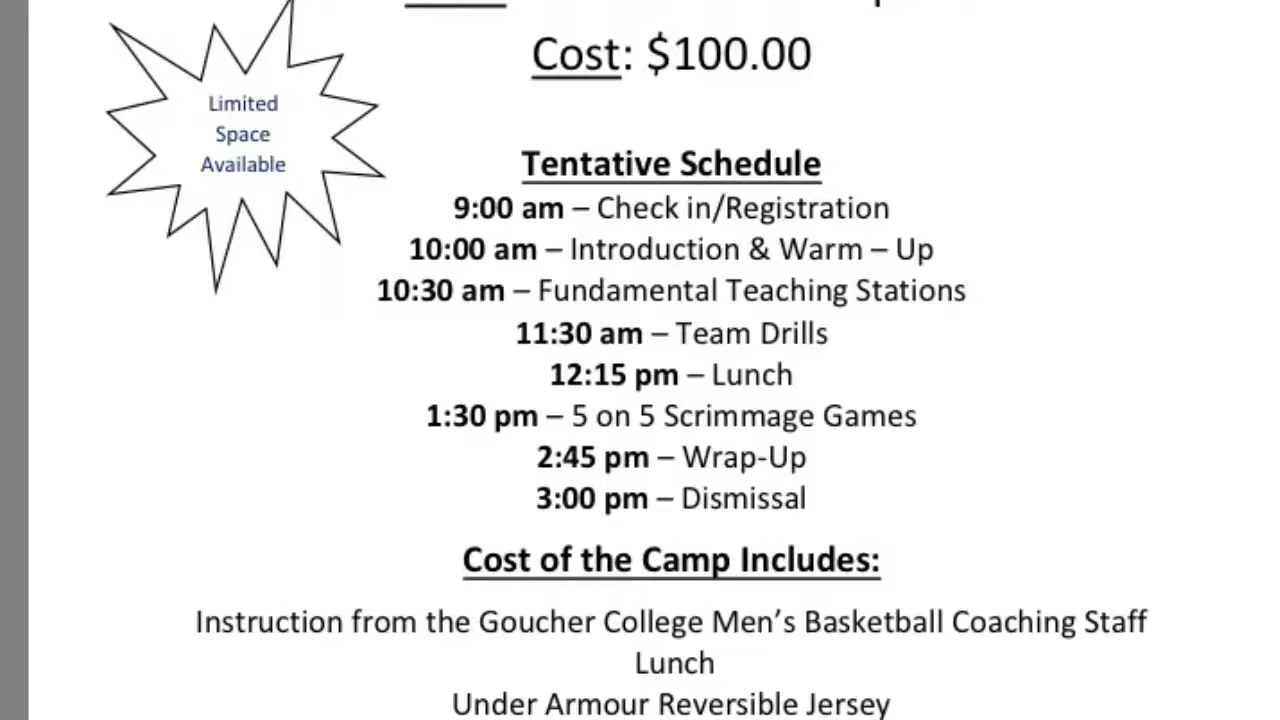 Cost: $100.00
Limited
Space
Available
Tentative Schedule
9:00 am – Check in/Registration
10:00 am – Introduction & Warm – Up
10:30 am – Fundamental Teaching Stations
11:30 am – Team Drills
12:15 pm – Lunch
1:30 pm – 5 on 5 Scrimmage Games
2:45 pm – Wrap-Up
3:00 pm – Dismissal
Cost of the Camp Includes:
Instruction from the Goucher College Men’s Basketball Coaching Staff
Lunch
Under Armour Reversible Jersey